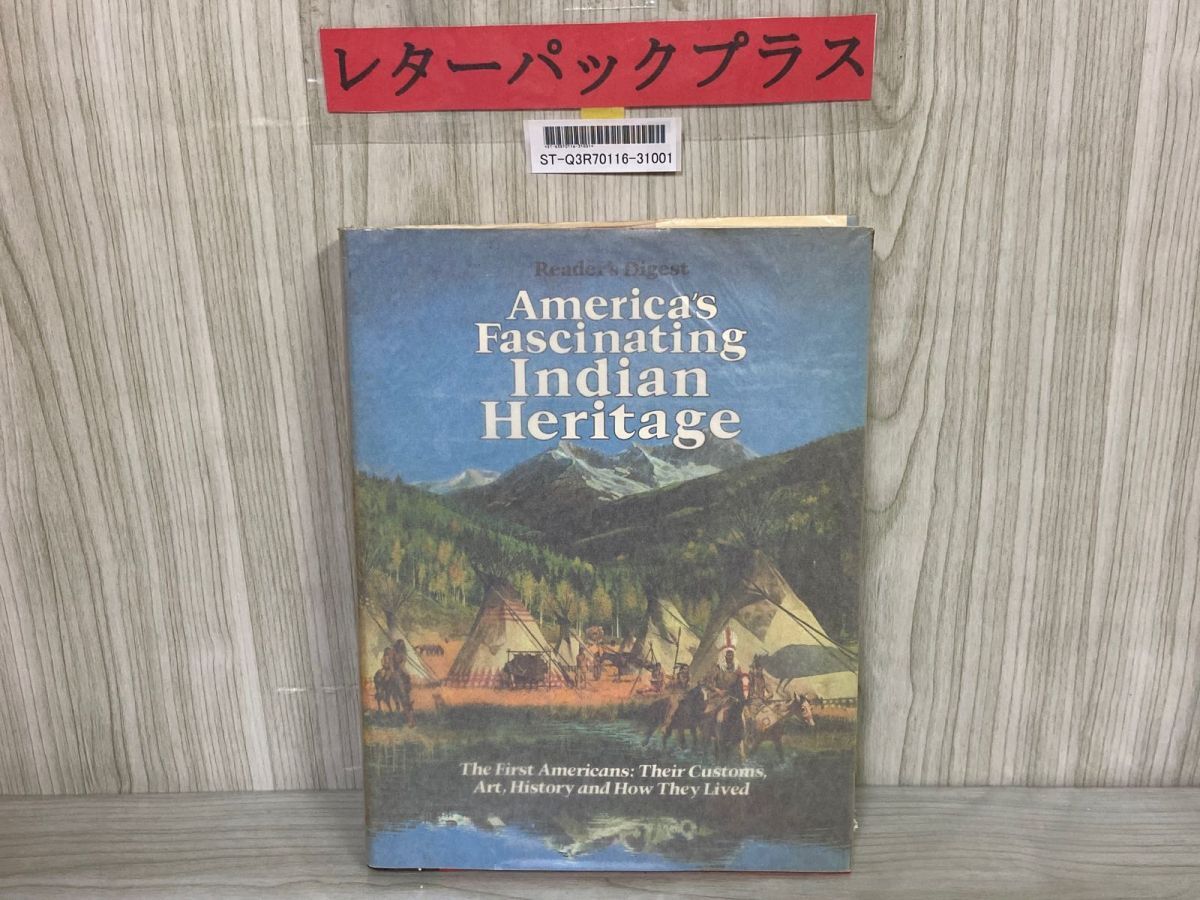 レターパックプラス
ST-Q3R70116-31001
Reader's Digest
America's
Fascinating
Indian
Heritage
The First Americans: Their Customs,
Art, History and How They Lived